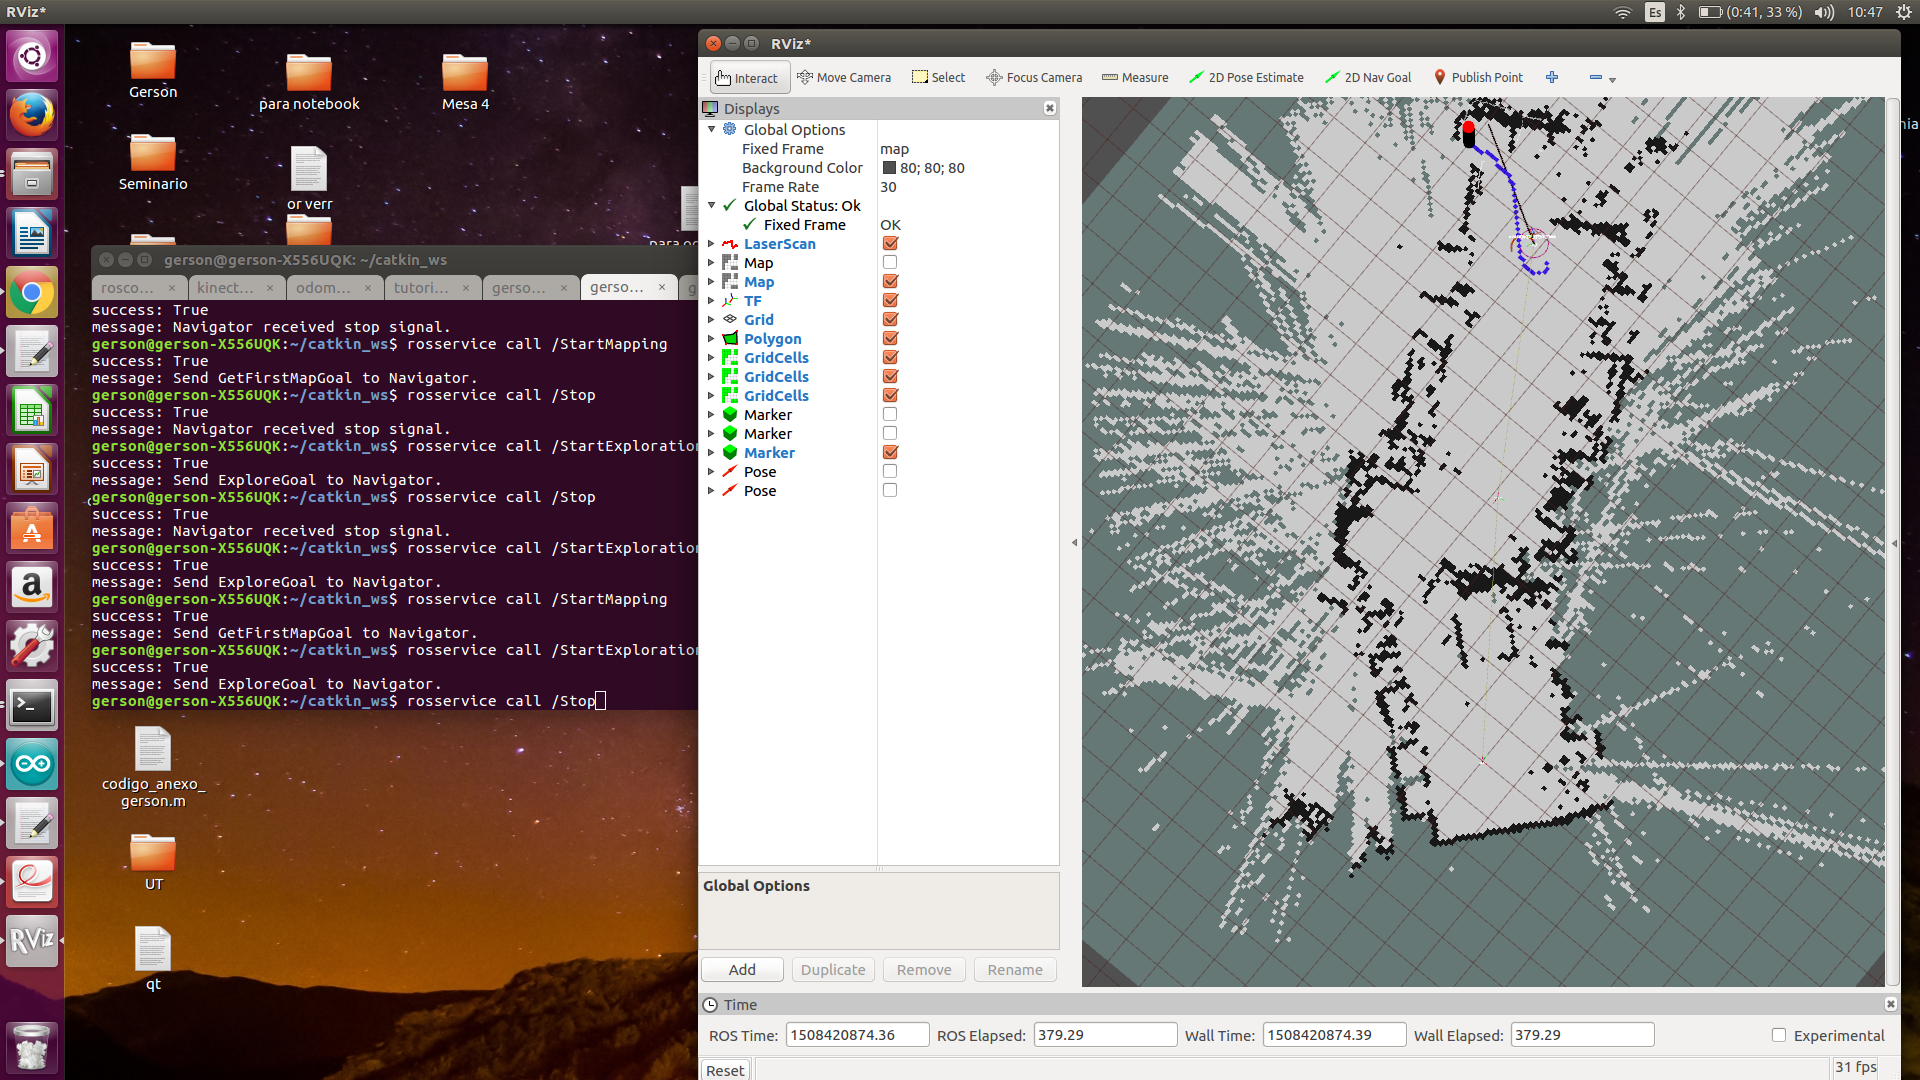 RViz*
Es
(0:41, 33 %)
10:47
Gerson
para notebook
Mesa 4
Seminario
or verr
gerson@gerson-X556UQK: ~/catkin_ws
rosco... ×
kinect... ×
odom... ×
tutori... ×
gerso... ×
gerso... ×
success: True
message: Navigator received stop signal.
gerson@gerson-X556UQK:~/catkin_ws$ rosservice call /StartMapping
success: True
message: Send GetFirstMapGoal to Navigator.
gerson@gerson-X556UQK:~/catkin_ws$ rosservice call /Stop
success: True
message: Navigator received stop signal.
gerson@gerson-X556UQK:~/catkin_ws$ rosservice call /StartExploration
success: True
message: Send ExploreGoal to Navigator.
gerson@gerson-X556UQK:~/catkin_ws$ rosservice call /Stop
success: True
message: Navigator received stop signal.
gerson@gerson-X556UQK:~/catkin_ws$ rosservice call /StartExploration
success: True
message: Send ExploreGoal to Navigator.
gerson@gerson-X556UQK:~/catkin_ws$ rosservice call /StartMapping
success: True
message: Send GetFirstMapGoal to Navigator.
gerson@gerson-X556UQK:~/catkin_ws$ rosservice call /StartExploration
success: True
message: Send ExploreGoal to Navigator.
gerson@gerson-X556UQK:~/catkin_ws$ rosservice call /Stop
codigo_anexo_
gerson.m
UT
qt
RViz
RViz*
Interact
Move Camera
Select
Focus Camera
Measure
2D Pose Estimate
2D Nav Goal
Publish Point
Displays
Global Options
Fixed Frame map
Background Color 80; 80; 80
Frame Rate 30
Global Status: Ok
Fixed Frame OK
LaserScan
Map
Map
TF
Grid
Polygon
GridCells
GridCells
GridCells
Marker
Marker
Marker
Pose
Pose
Global Options
Add
Duplicate
Remove
Rename
Time
ROS Time: 1508420874.36
ROS Elapsed: 379.29
Wall Time: 1508420874.39
Wall Elapsed: 379.29
Experimental
Reset
31 fps
nia